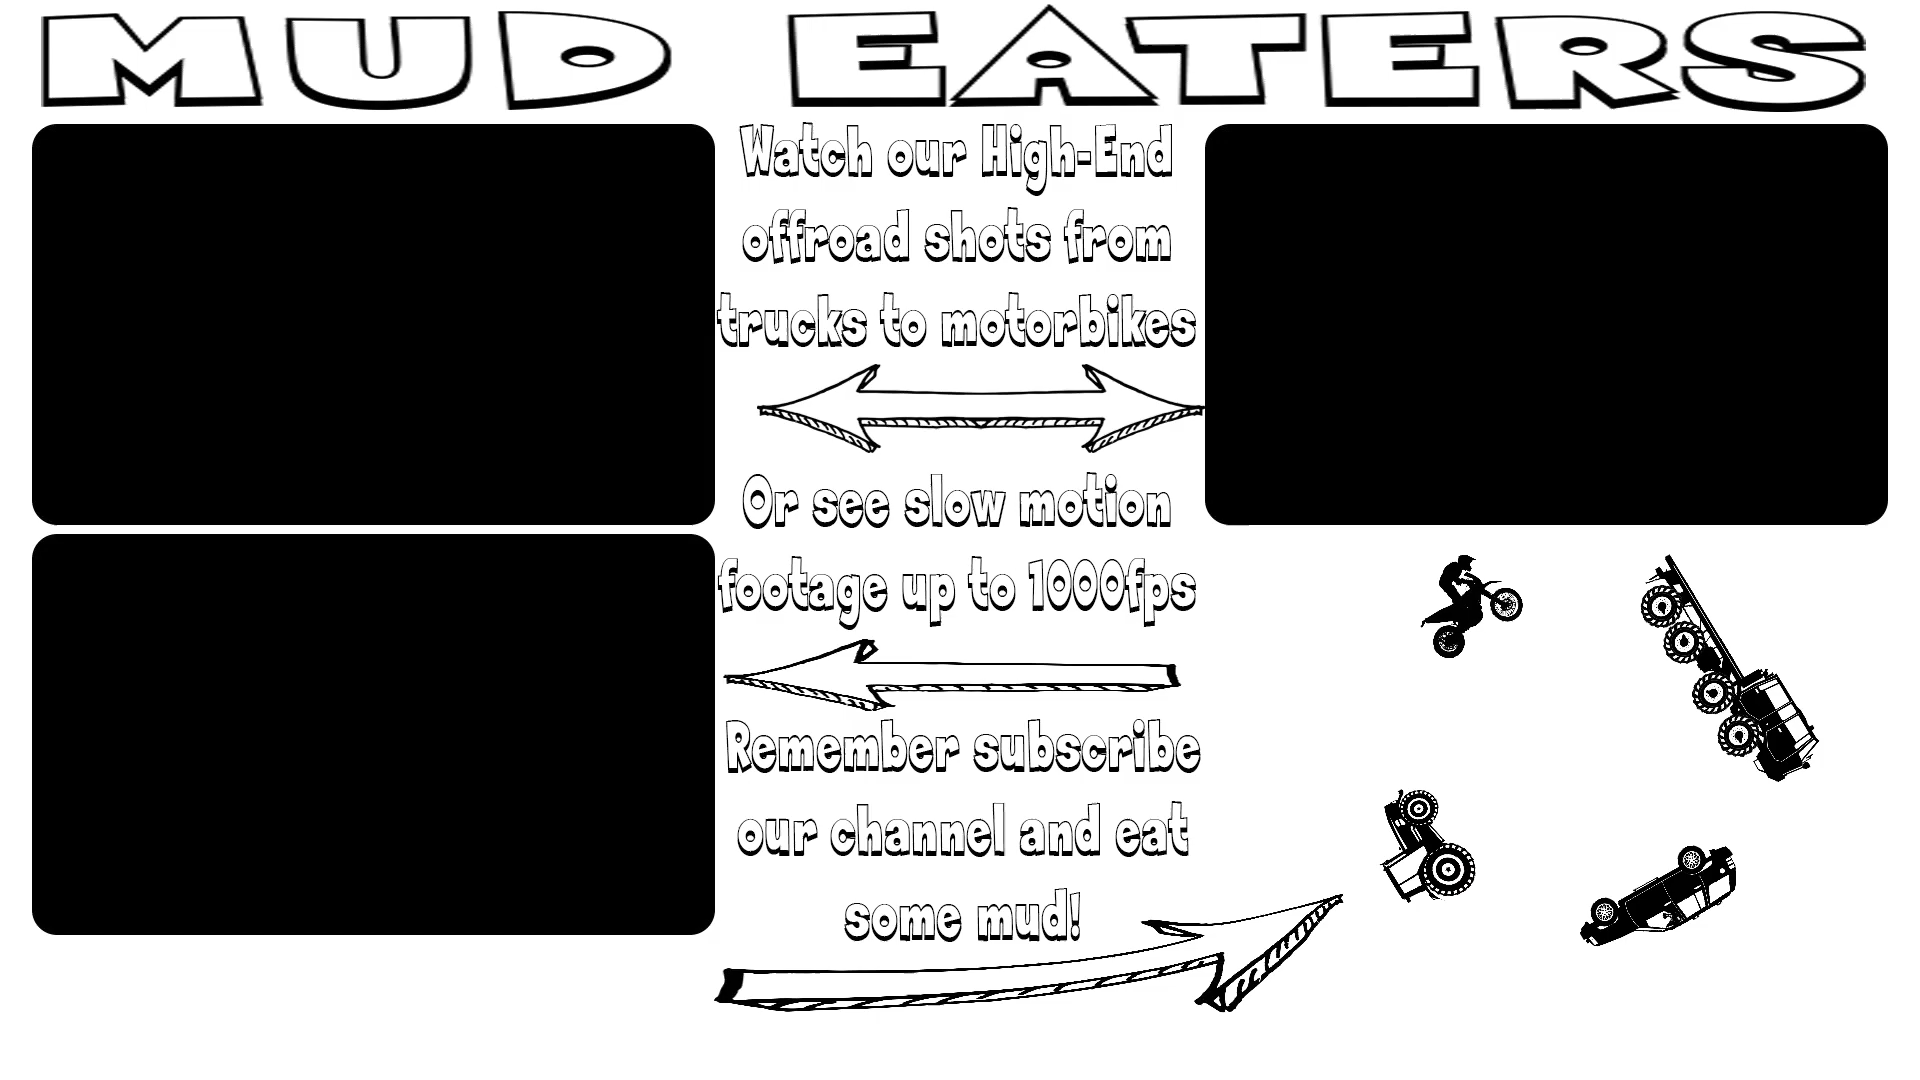 MUD EATERS
Watch our High-End
offroad shots from
trucks to motorbikes
Or see slow motion
footage up to 1000fps
Remember subscribe
our channel and eat
some mud!